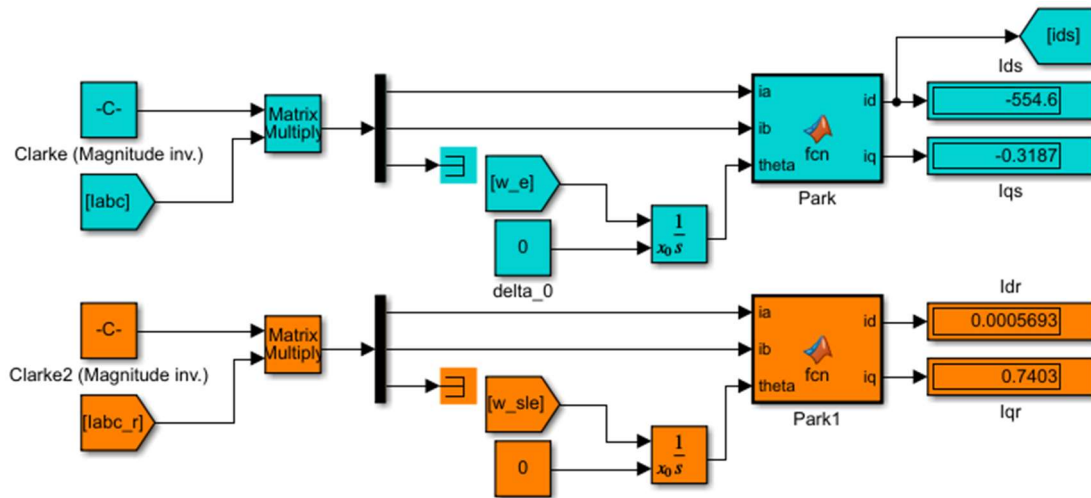 [ids]
Ids
-C-
Matrix
Multiply
ia
id
-554.6
Clarke (Magnitude inv.)
ib
fcn
[Iabc]
[w_e]
theta
iq
-0.3187
Park
Iqs
0
1
x₀ s
delta_0
Idr
-C-
Matrix
Multiply
ia
id
0.0005693
Clarke2 (Magnitude inv.)
ib
fcn
[Iabc_r]
[w_sle]
theta
iq
0.7403
Park1
Iqr
0
1
x₀ s